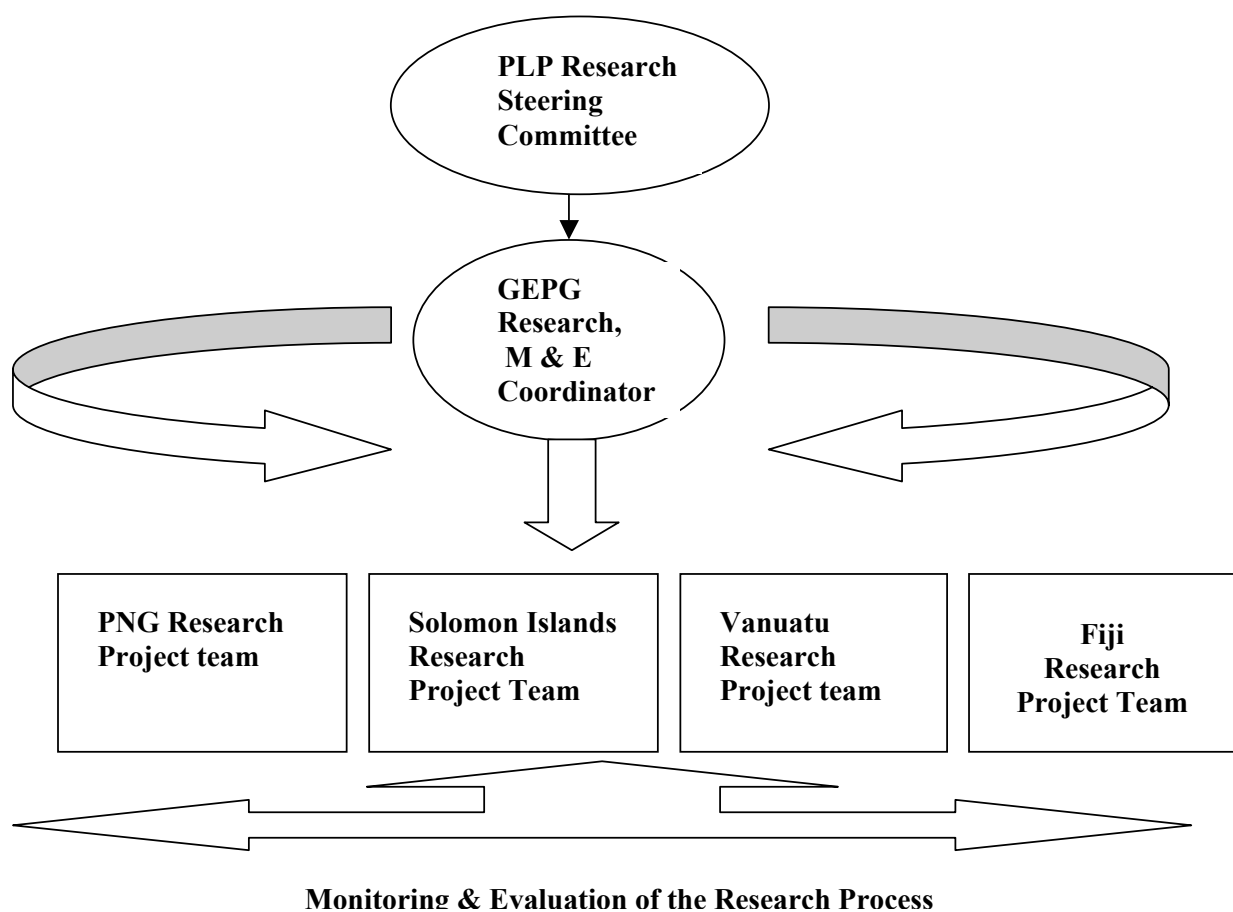 PLP Research
Steering
Committee
GEPG
Research,
M & E
Coordinator
PNG Research
Project team
Solomon Islands
Research
Project Team
Vanuatu
Research
Project team
Fiji
Research
Project Team
Monitoring & Evaluation of the Research Process